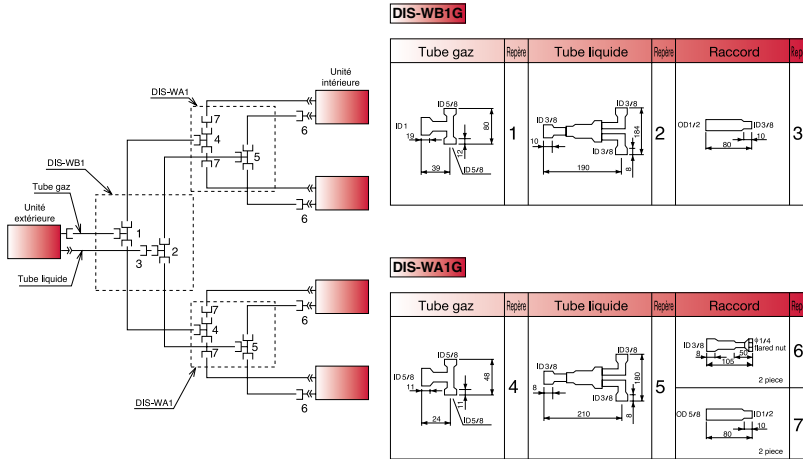 DIS-WB1G
Tube gaz Repère Tube liquide Repère Raccord Rep
ID5/8
ID1
19
80
12
39
ID5/8
1
ID3/8
ID3/8
10
184
ID3/8
8
190
2
OD1/2
ID3/8
10
80
3
DIS-WA1G
Tube gaz Repère Tube liquide Repère Raccord Rep
ID5/8
ID5/8
11
48
11
24
ID5/8
4
ID3/8
ID3/8
8
180
ID3/8
8
210
5
ID3/8
φ1/4
flared nut
8
50
105
2 piece
6
OD5/8
ID1/2
10
80
2 piece
7
Unité
intérieure
DIS-WA1
7
4
7
5
6
6
DIS-WB1
Tube gaz
Unité
extérieure
1
3
2
Tube liquide
7
4
7
5
6
6
DIS-WA1